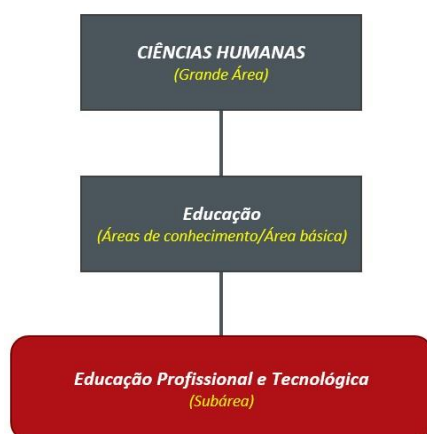 CIÊNCIAS HUMANAS
(Grande Área)
Educação
(Áreas de conhecimento/Área básica)
Educação Profissional e Tecnológica
(Subárea)